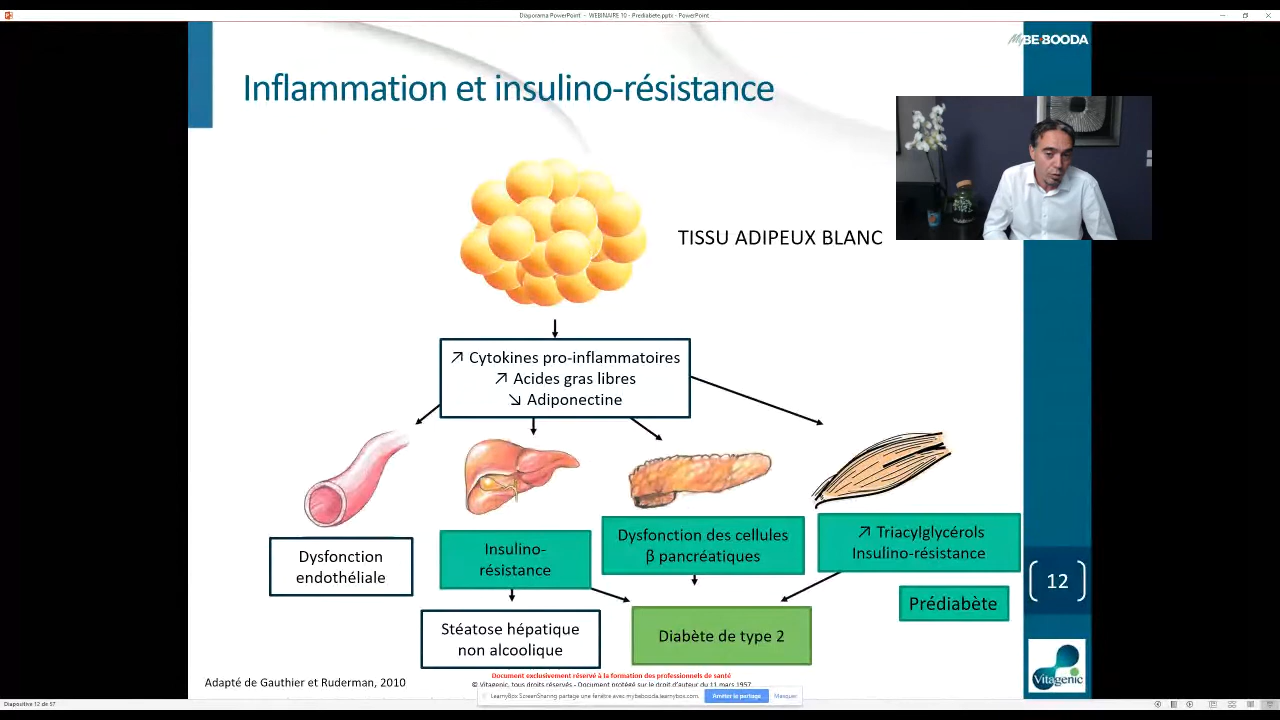 Diaporama PowerPoint - WEBINAIRE 10 - Prediabete.pptx - PowerPoint
MyBE-BOODA
Inflammation et insulino-résistance
TISSU ADIPEUX BLANC
↗ Cytokines pro-inflammatoires
↗ Acides gras libres
↘ Adiponectine
Dysfonction
endothéliale
Insulino-
résistance
Dysfonction des cellules
β pancréatiques
↗ Triacylglycérols
Insulino-résistance
Prédiabète
12
Stéatose hépatique
non alcoolique
Diabète de type 2
Adapté de Gauthier et Ruderman, 2010
Document exclusivement réservé à la formation des professionnels de santé
© Vitagenic, tous droits réservés - Document protégé sur le droit d'auteur du 11 mars 1957
Vitagenic
LearnyBox ScreenSharing partage une fenêtre avec mybebooda.learnybox.com.
Arrêter le partage
Masquer
Diapositive 12 de 57